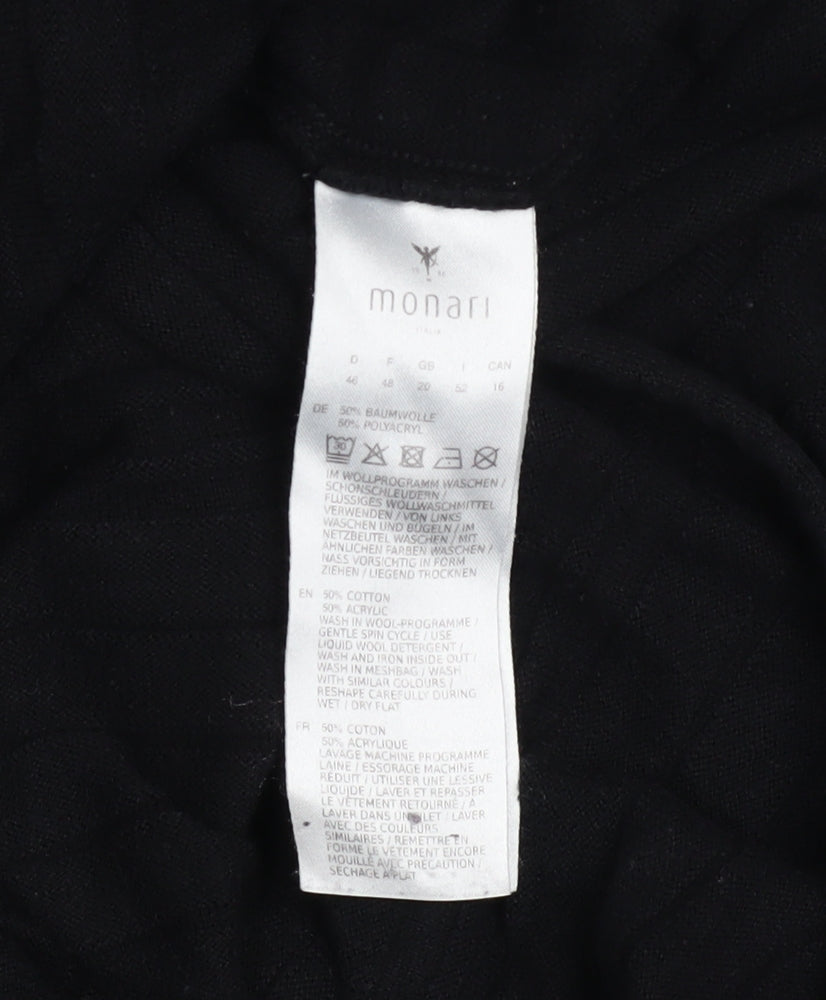 monari
ITALIA
D F GB I CAN
46 48 20 52 16
DE 50% BAUMWOLLE
50% POLYACRYL
30
IM WOLLPROGRAMM WASCHEN /
SCHONSCHLEUDERN /
FLÜSSIGES WOLLWASCHMITTEL
VERWENDEN / VON LINKS
WASCHEN UND BÜGELN / IM
NETZBEUTEL WASCHEN / MIT
ÄHNLICHEN FARBEN WASCHEN /
NASS VORSICHTIG IN FORM
ZIEHEN / LIEGEND TROCKNEN
EN 50% COTTON
50% ACRYLIC
WASH IN WOOL-PROGRAMME /
GENTLE SPIN CYCLE / USE
LIQUID WOOL DETERGENT /
WASH AND IRON INSIDE OUT /
WASH IN MESHBAG / WASH
WITH SIMILAR COLOURS /
RESHAPE CAREFULLY DURING
WET / DRY FLAT
FR 50% COTON
50% ACRYLIQUE
LAVAGE MACHINE PROGRAMME
LAINE / ESSORAGE MACHINE
RÉDUIT / UTILISER UNE LESSIVE
LIQUIDE / LAVER ET REPASSER
LE VÊTEMENT RETOURNÉ / À
LAVER DANS UN FILET / LAVER
AVEC DES COULEURS
SIMILAIRES / REMETTRE EN
FORME LE VÊTEMENT ENCORE
MOUILLÉ AVEC PRÉCAUTION /
SÉCHAGE À PLAT